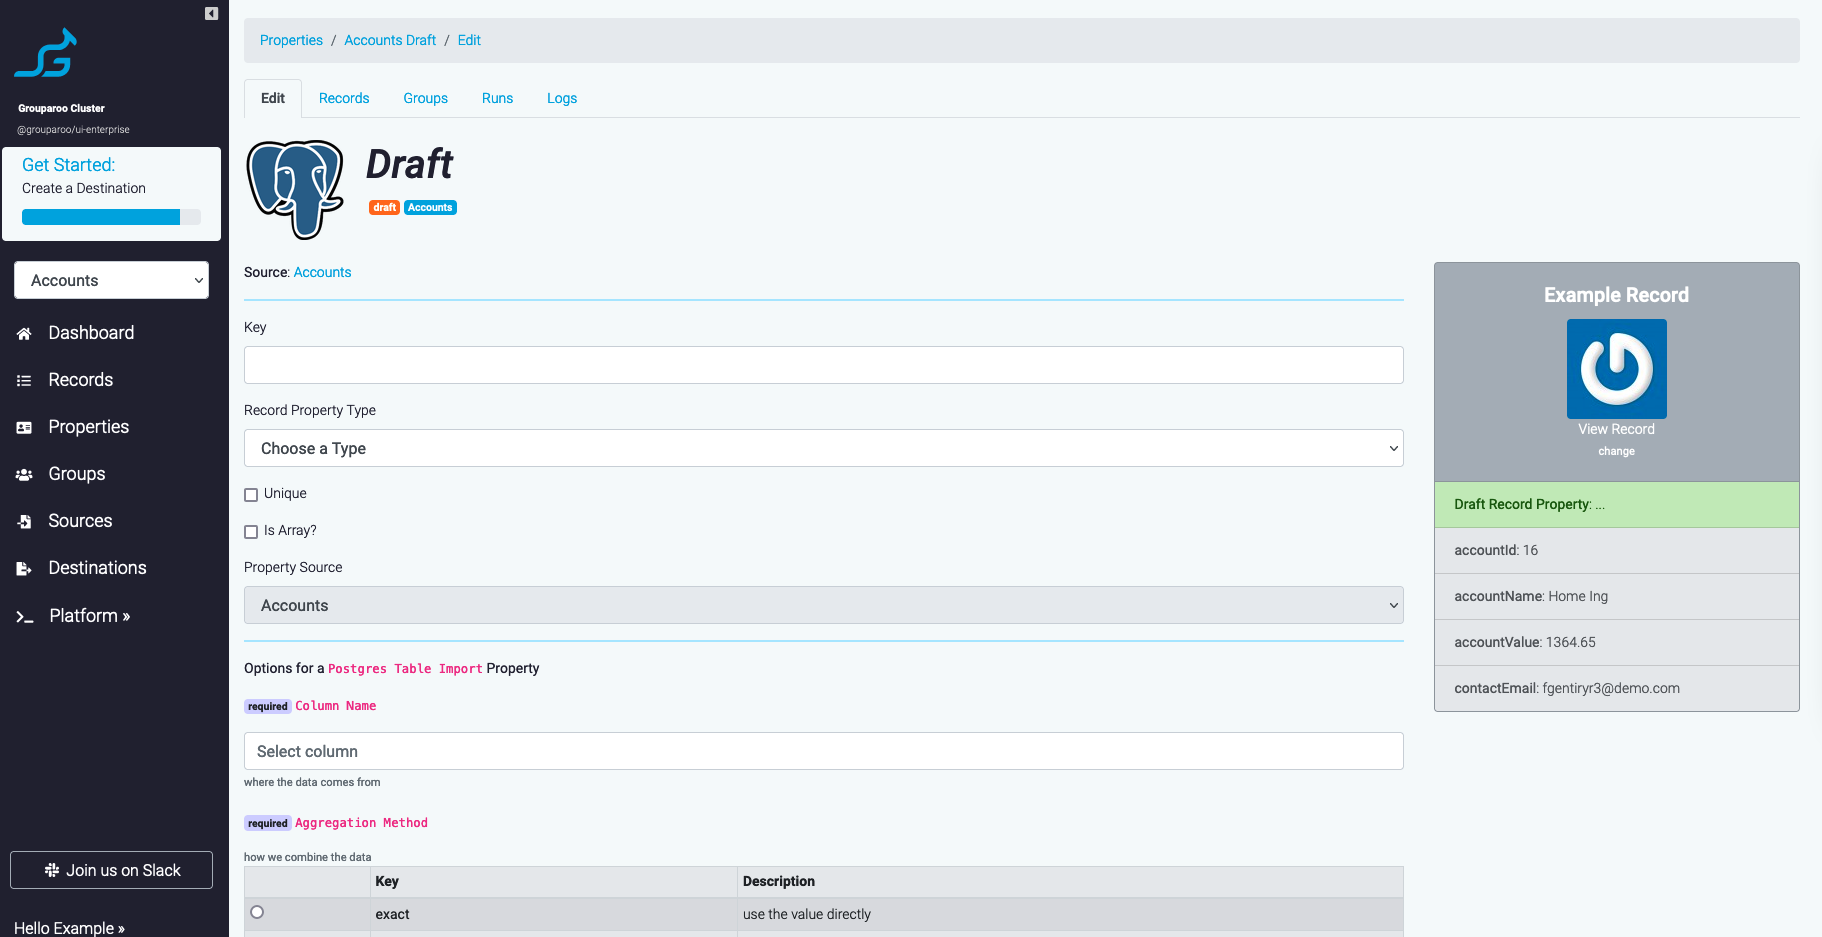 Grouparoo Cluster
@grouparoo/ui-enterprise
Get Started:
Create a Destination
Accounts
Dashboard
Records
Properties
Groups
Sources
Destinations
Platform »
Join us on Slack
Hello Example »
Properties / Accounts Draft / Edit
Edit Records Groups Runs Logs
Draft
draft Accounts
Source: Accounts
Key
Record Property Type
Choose a Type
Unique
Is Array?
Property Source
Accounts
Options for a Postgres Table Import Property
required Column Name
Select column
where the data comes from
required Aggregation Method
how we combine the data
Key Description
exact use the value directly
Example Record
View Record
change
Draft Record Property: ...
accountId: 16
accountName: Home Ing
accountValue: 1364.65
contactEmail: fgentiryr3@demo.com